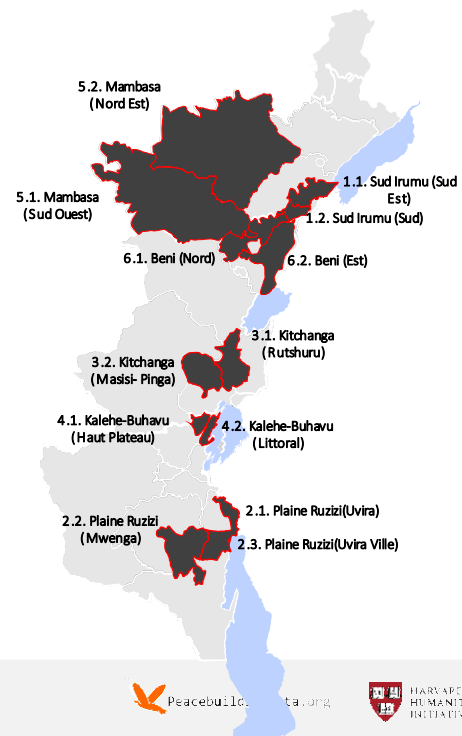 5.2. Mambasa
(Nord Est)
1.1. Sud Irumu (Sud
Est)
5.1. Mambasa
(Sud Ouest)
1.2. Sud Irumu (Sud)
6.1. Beni (Nord)
6.2. Beni (Est)
3.1. Kitchanga
(Rutshuru)
3.2. Kitchanga
(Masisi- Pinga)
4.1. Kalehe-Buhavu
(Haut Plateau)
4.2. Kalehe-Buhavu
(Littoral)
2.1. Plaine Ruzizi(Uvira)
2.2. Plaine Ruzizi
(Mwenga)
2.3. Plaine Ruzizi(Uvira Ville)
.org